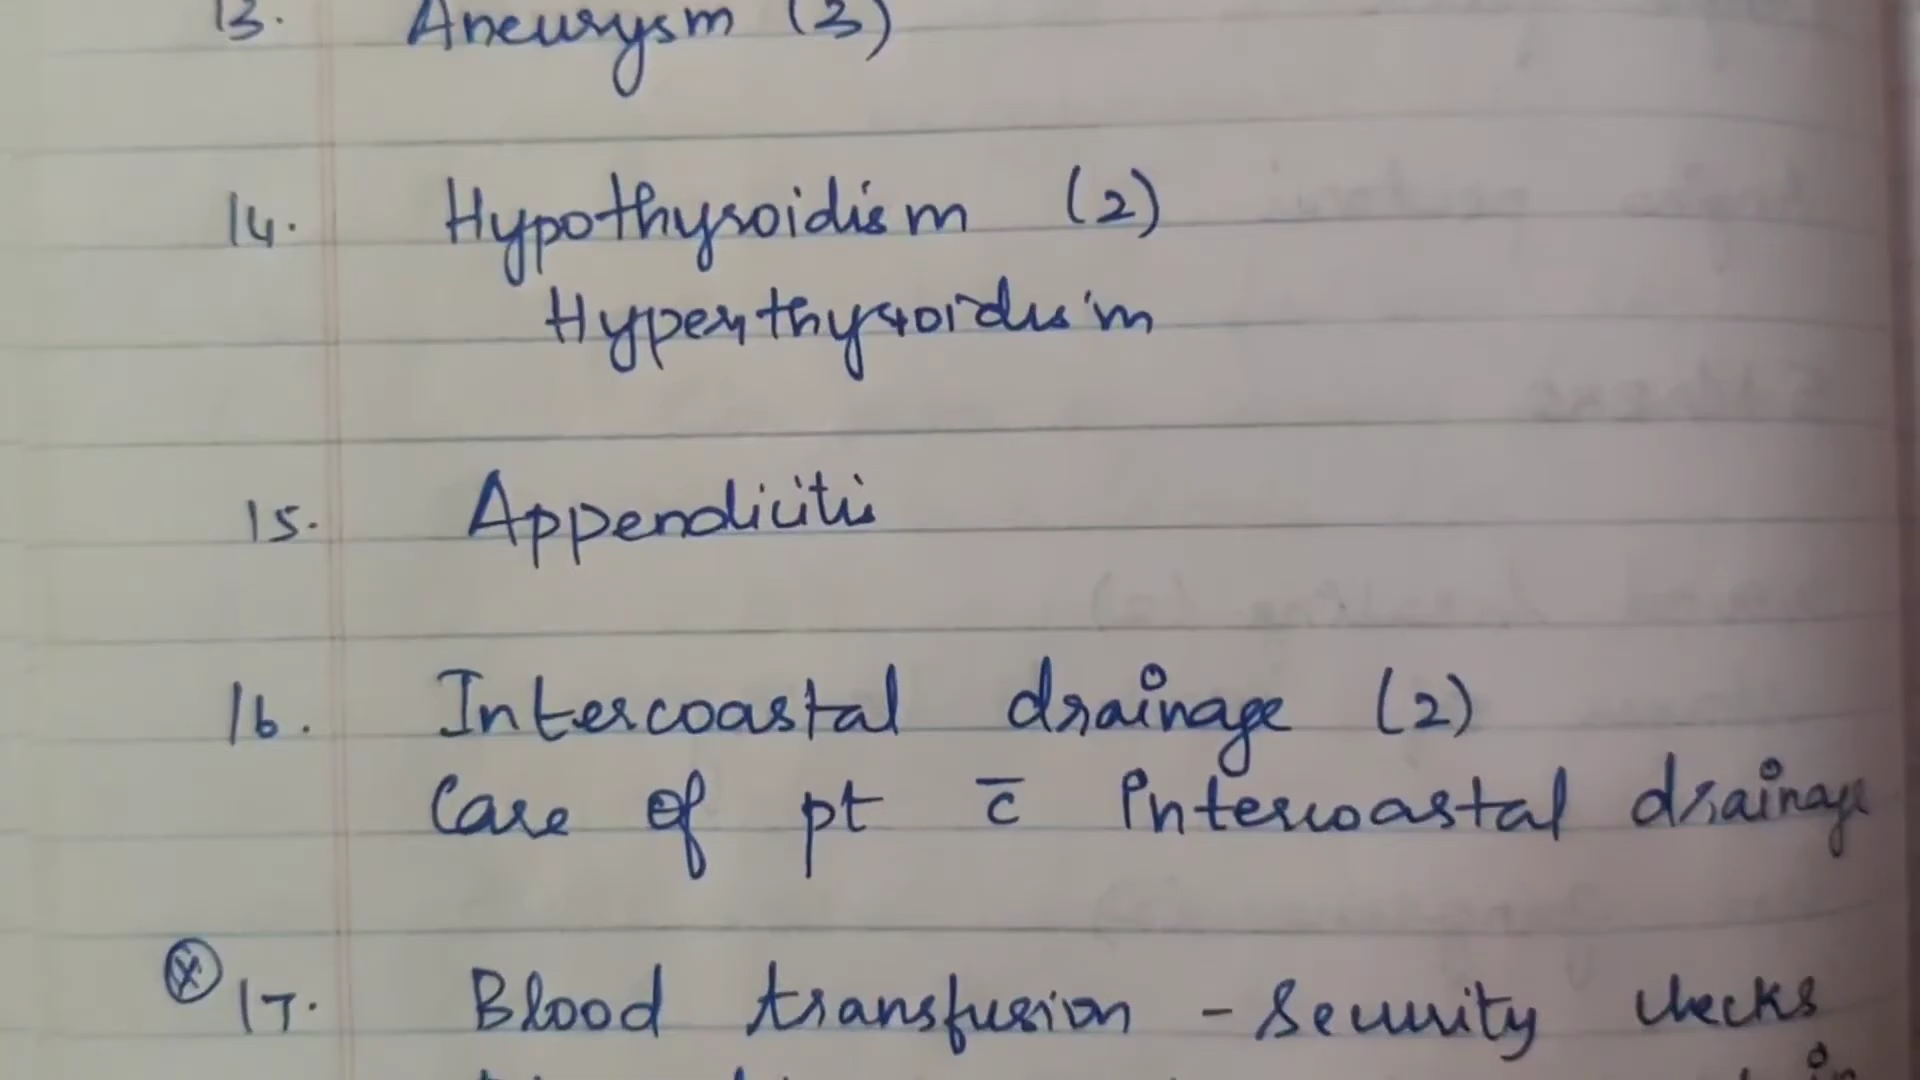 13. Aneurysm (3)
14. Hypothyroidism (2)
Hyperthyroidism
15. Appendicitis
16. Intercoastal drainage (2)
Care of pt c̅ intercoastal drainage
17. Blood transfusion - Security checks